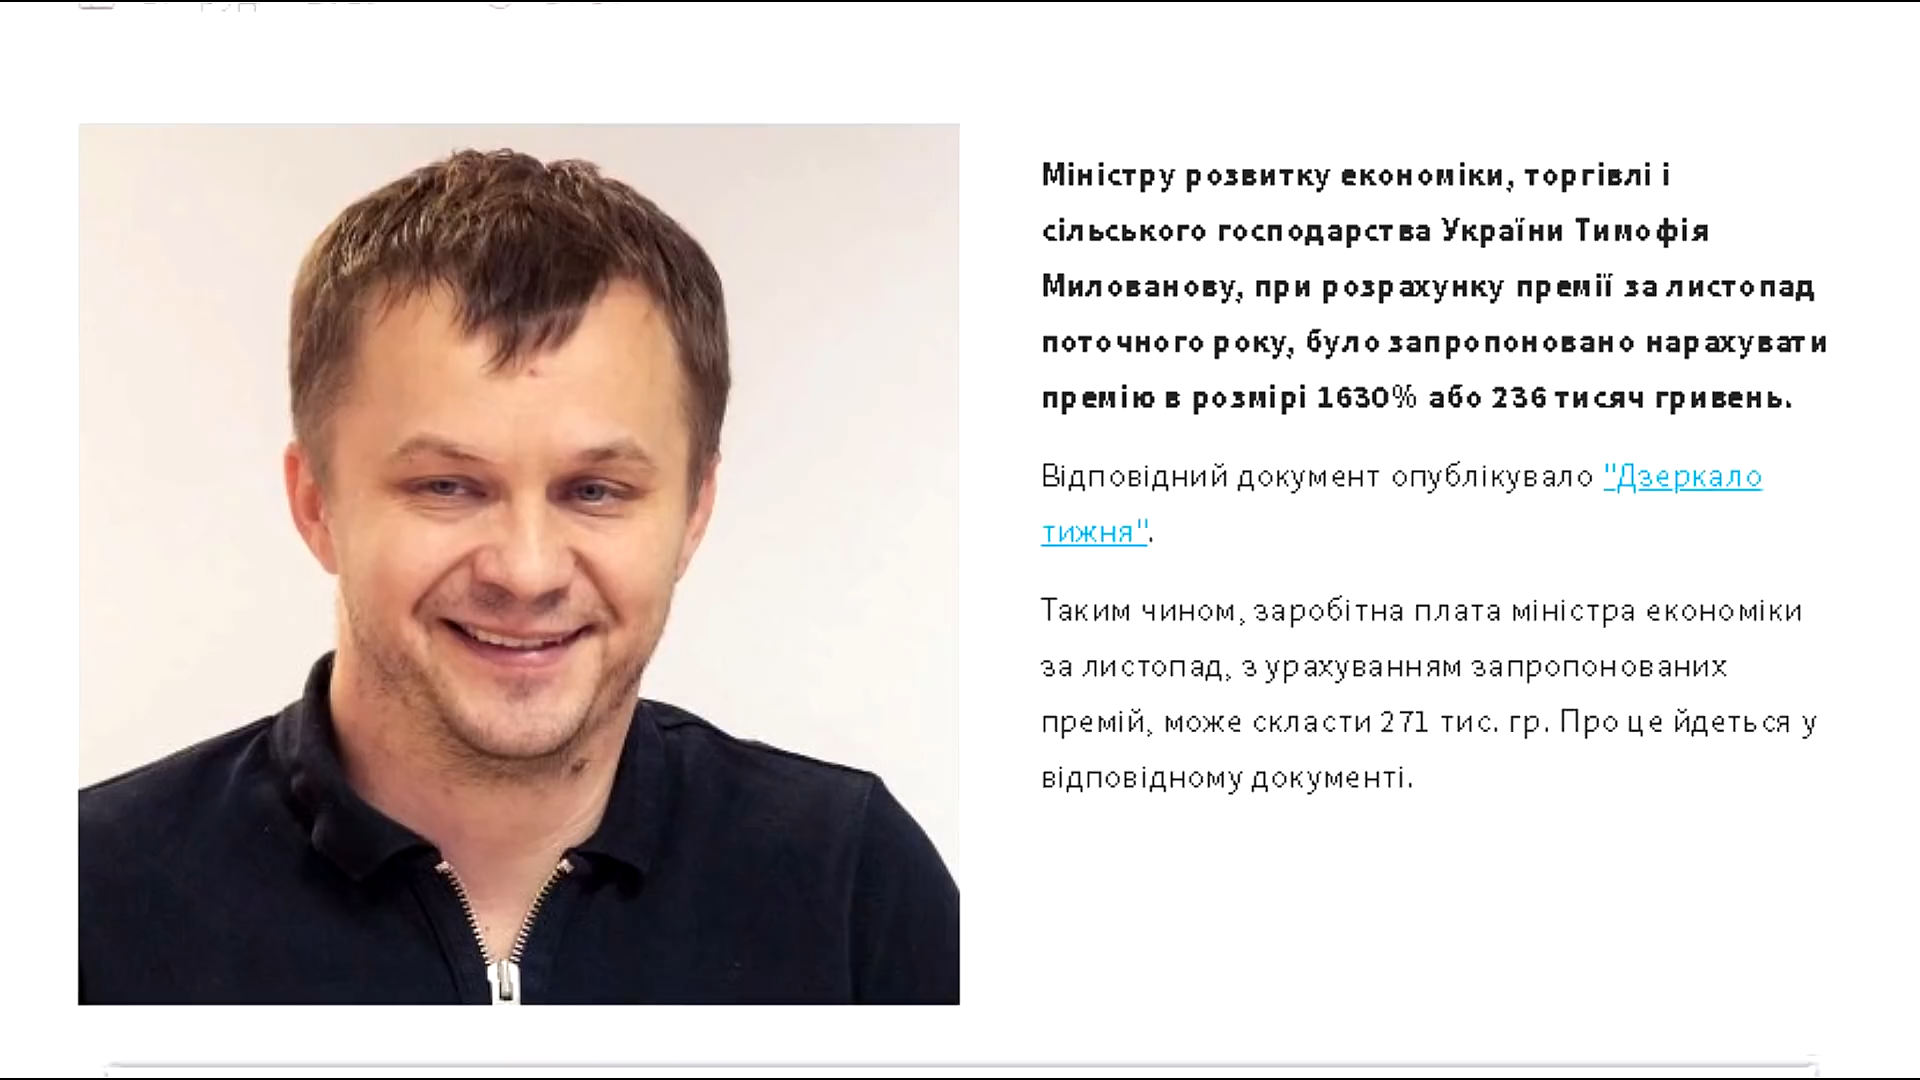 Міністру розвитку економіки, торгівлі і
сільського господарства України Тимофія
Милованову, при розрахунку премії за листопад
поточного року, було запропоновано нарахувати
премію в розмірі 1630% або 236 тисяч гривень.
Відповідний документ опублікувало "Дзеркало
тижня".
Таким чином, заробітна плата міністра економіки
за листопад, з урахуванням запропонованих
премій, може скласти 271 тис. гр. Про це йдеться у
відповідному документі.